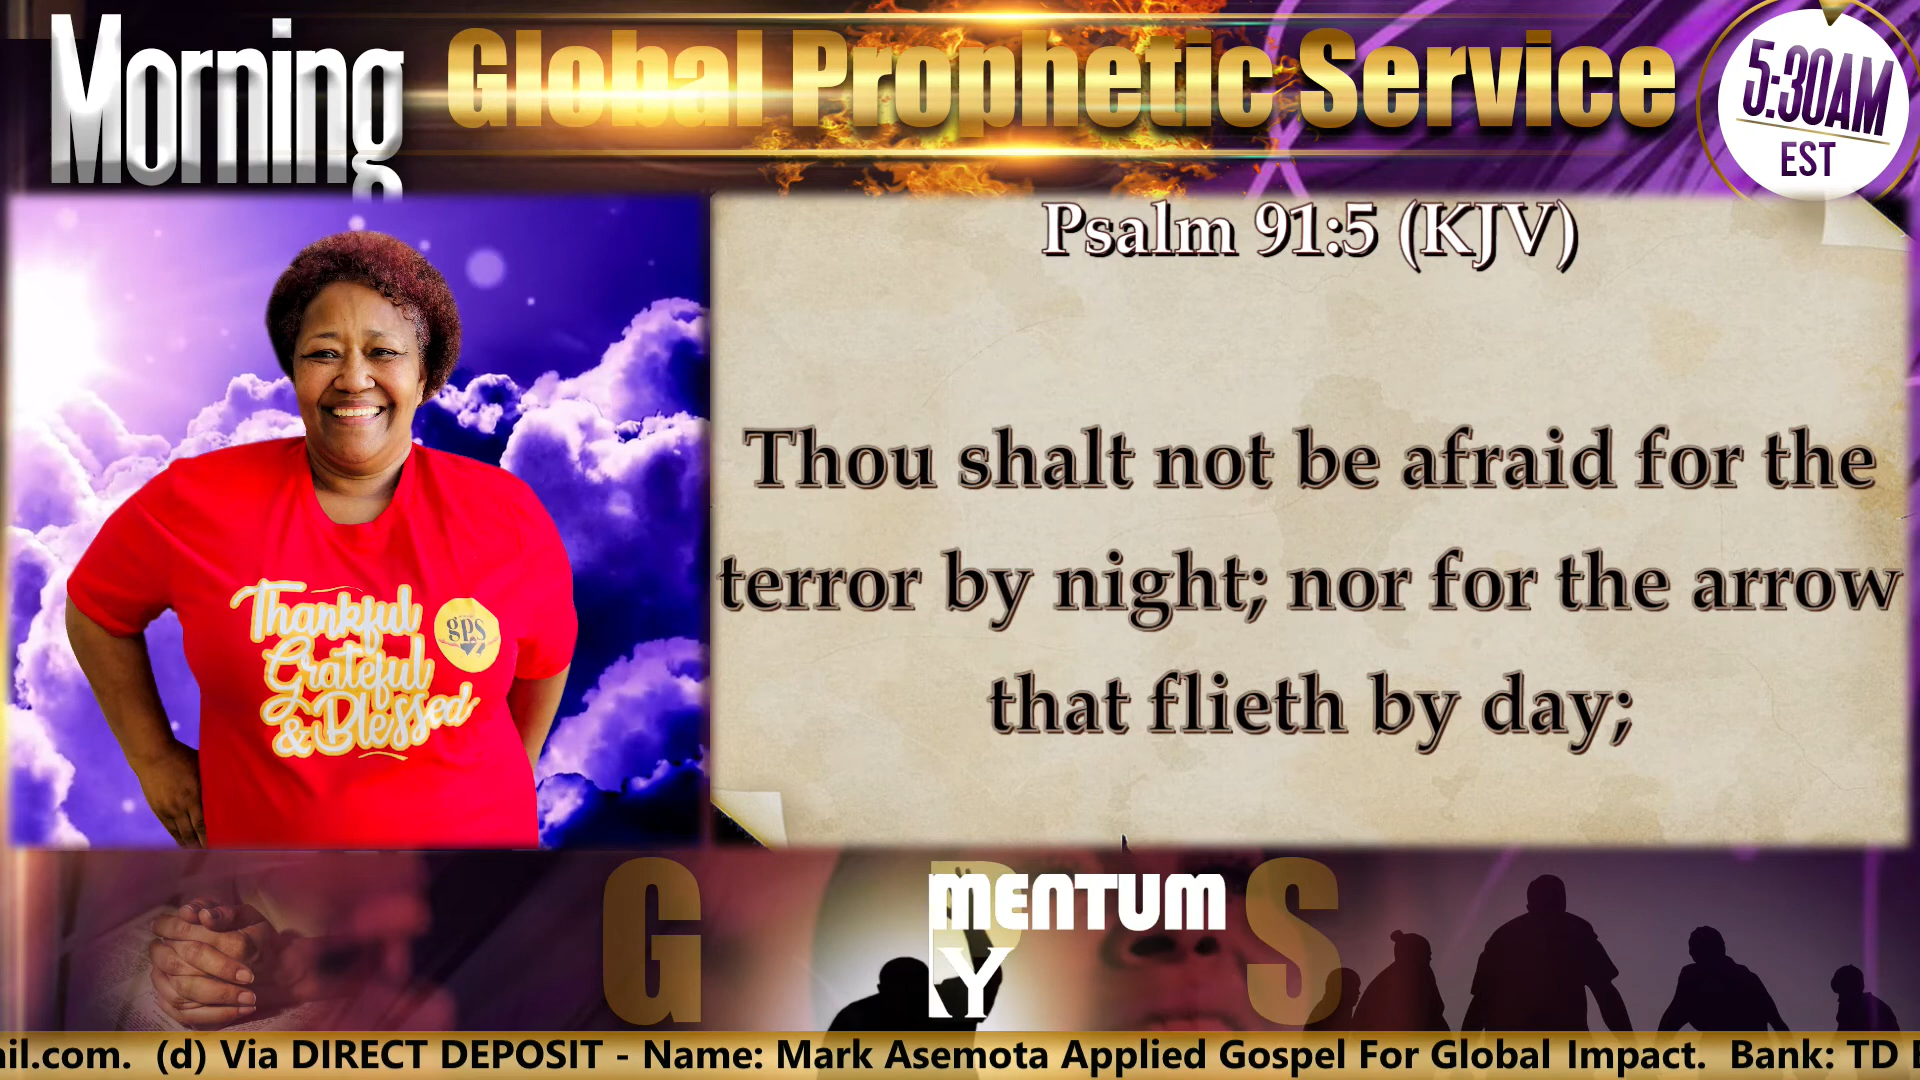 Morning
Global Prophetic Service
5:30AM
EST
Psalm 91:5 (KJV)
Thou shalt not be afraid for the
terror by night; nor for the arrow
that flieth by day;
Thankful
Grateful
& Blessed
gps
G P S
MENTUM
Y
ail.com. (d) Via DIRECT DEPOSIT - Name: Mark Asemota Applied Gospel For Global Impact. Bank: TD